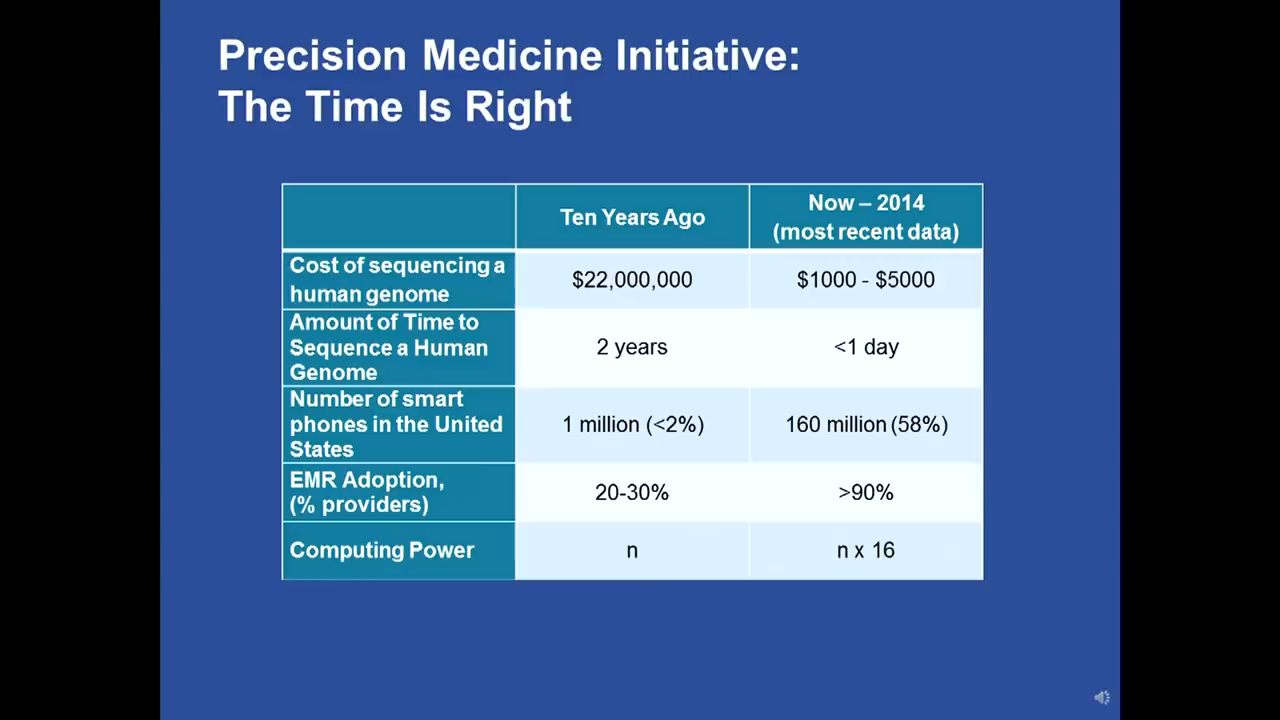 Precision Medicine Initiative:
The Time Is Right
Ten Years Ago
Now – 2014
(most recent data)
Cost of sequencing a
human genome
$22,000,000
$1000 - $5000
Amount of Time to
Sequence a Human
Genome
2 years
<1 day
Number of smart
phones in the United
States
1 million (<2%)
160 million (58%)
EMR Adoption,
(% providers)
20-30%
>90%
Computing Power
n
n x 16